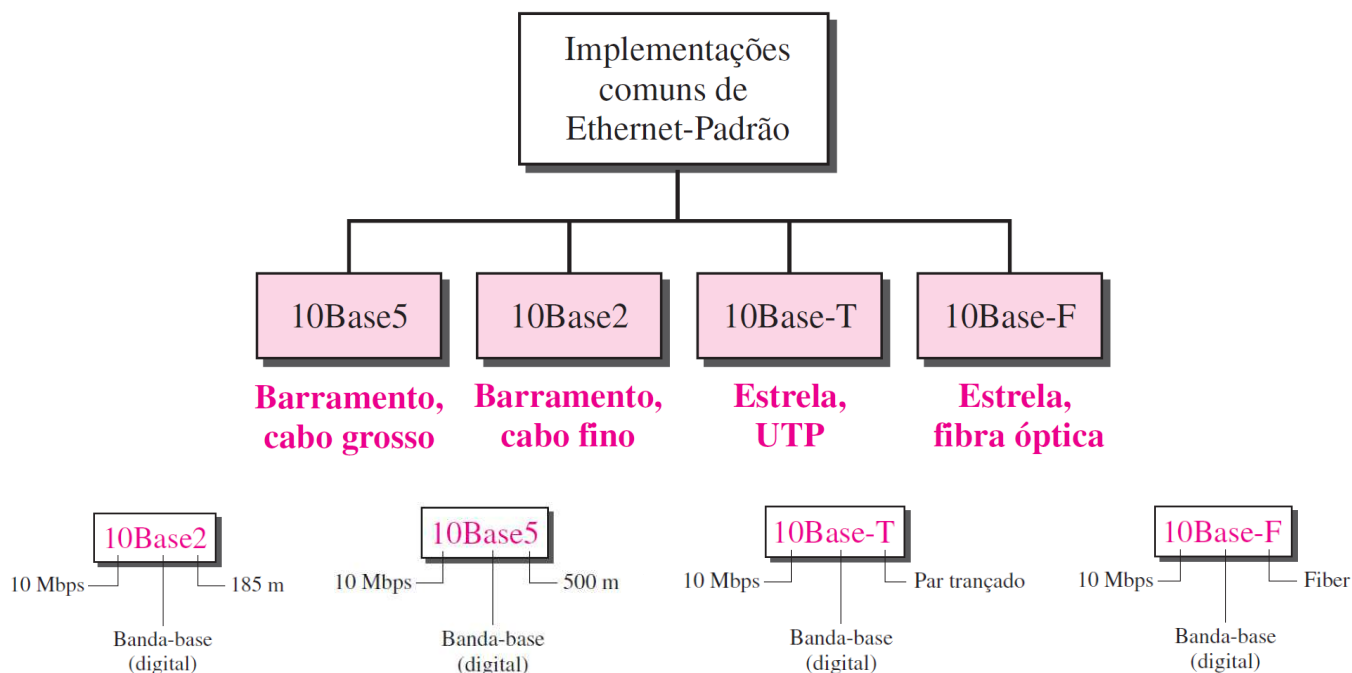 Implementações
comuns de
Ethernet-Padrão
10Base5
10Base2
10Base-T
10Base-F
Barramento,
cabo grosso
Barramento,
cabo fino
Estrela,
UTP
Estrela,
fibra óptica
10Base2
10 Mbps
185 m
Banda-base
(digital)
10Base5
10 Mbps
500 m
Banda-base
(digital)
10Base-T
10 Mbps
Par trançado
Banda-base
(digital)
10Base-F
10 Mbps
Fiber
Banda-base
(digital)